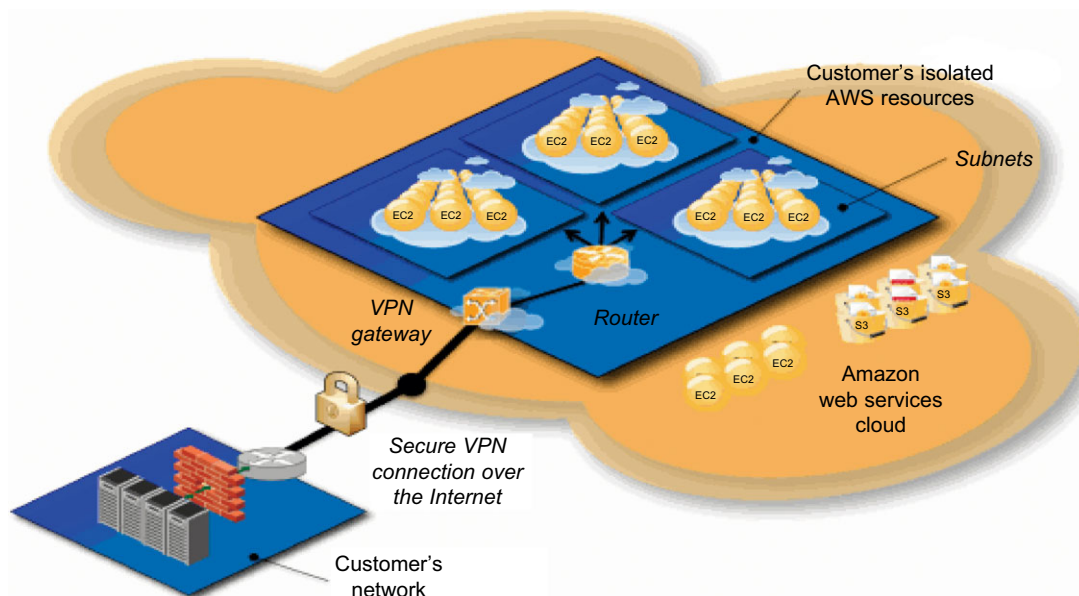 Customer's isolated
AWS resources
Subnets
EC2 EC2 EC2
EC2 EC2 EC2
EC2 EC2 EC2
VPN
gateway
Router
S3
S3
S3
EC2
EC2
EC2
Amazon
web services
cloud
Secure VPN
connection over
the Internet
Customer's
network